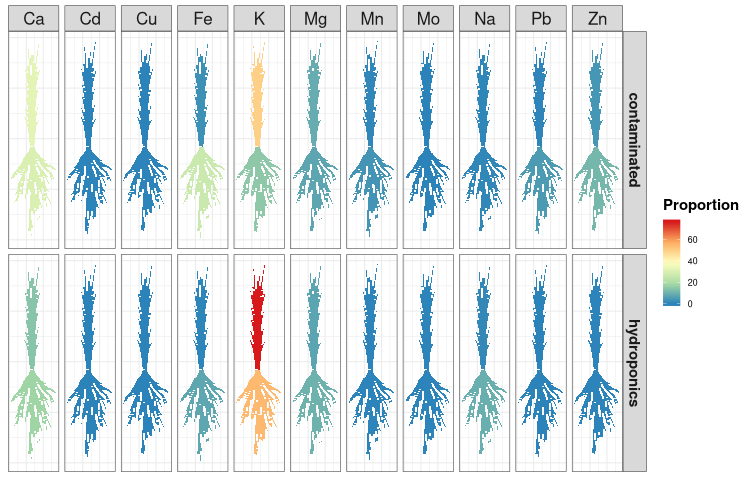 Ca Cd Cu Fe K Mg Mn Mo Na Pb Zn
contaminated
hydroponics
Proportion
60
40
20
0